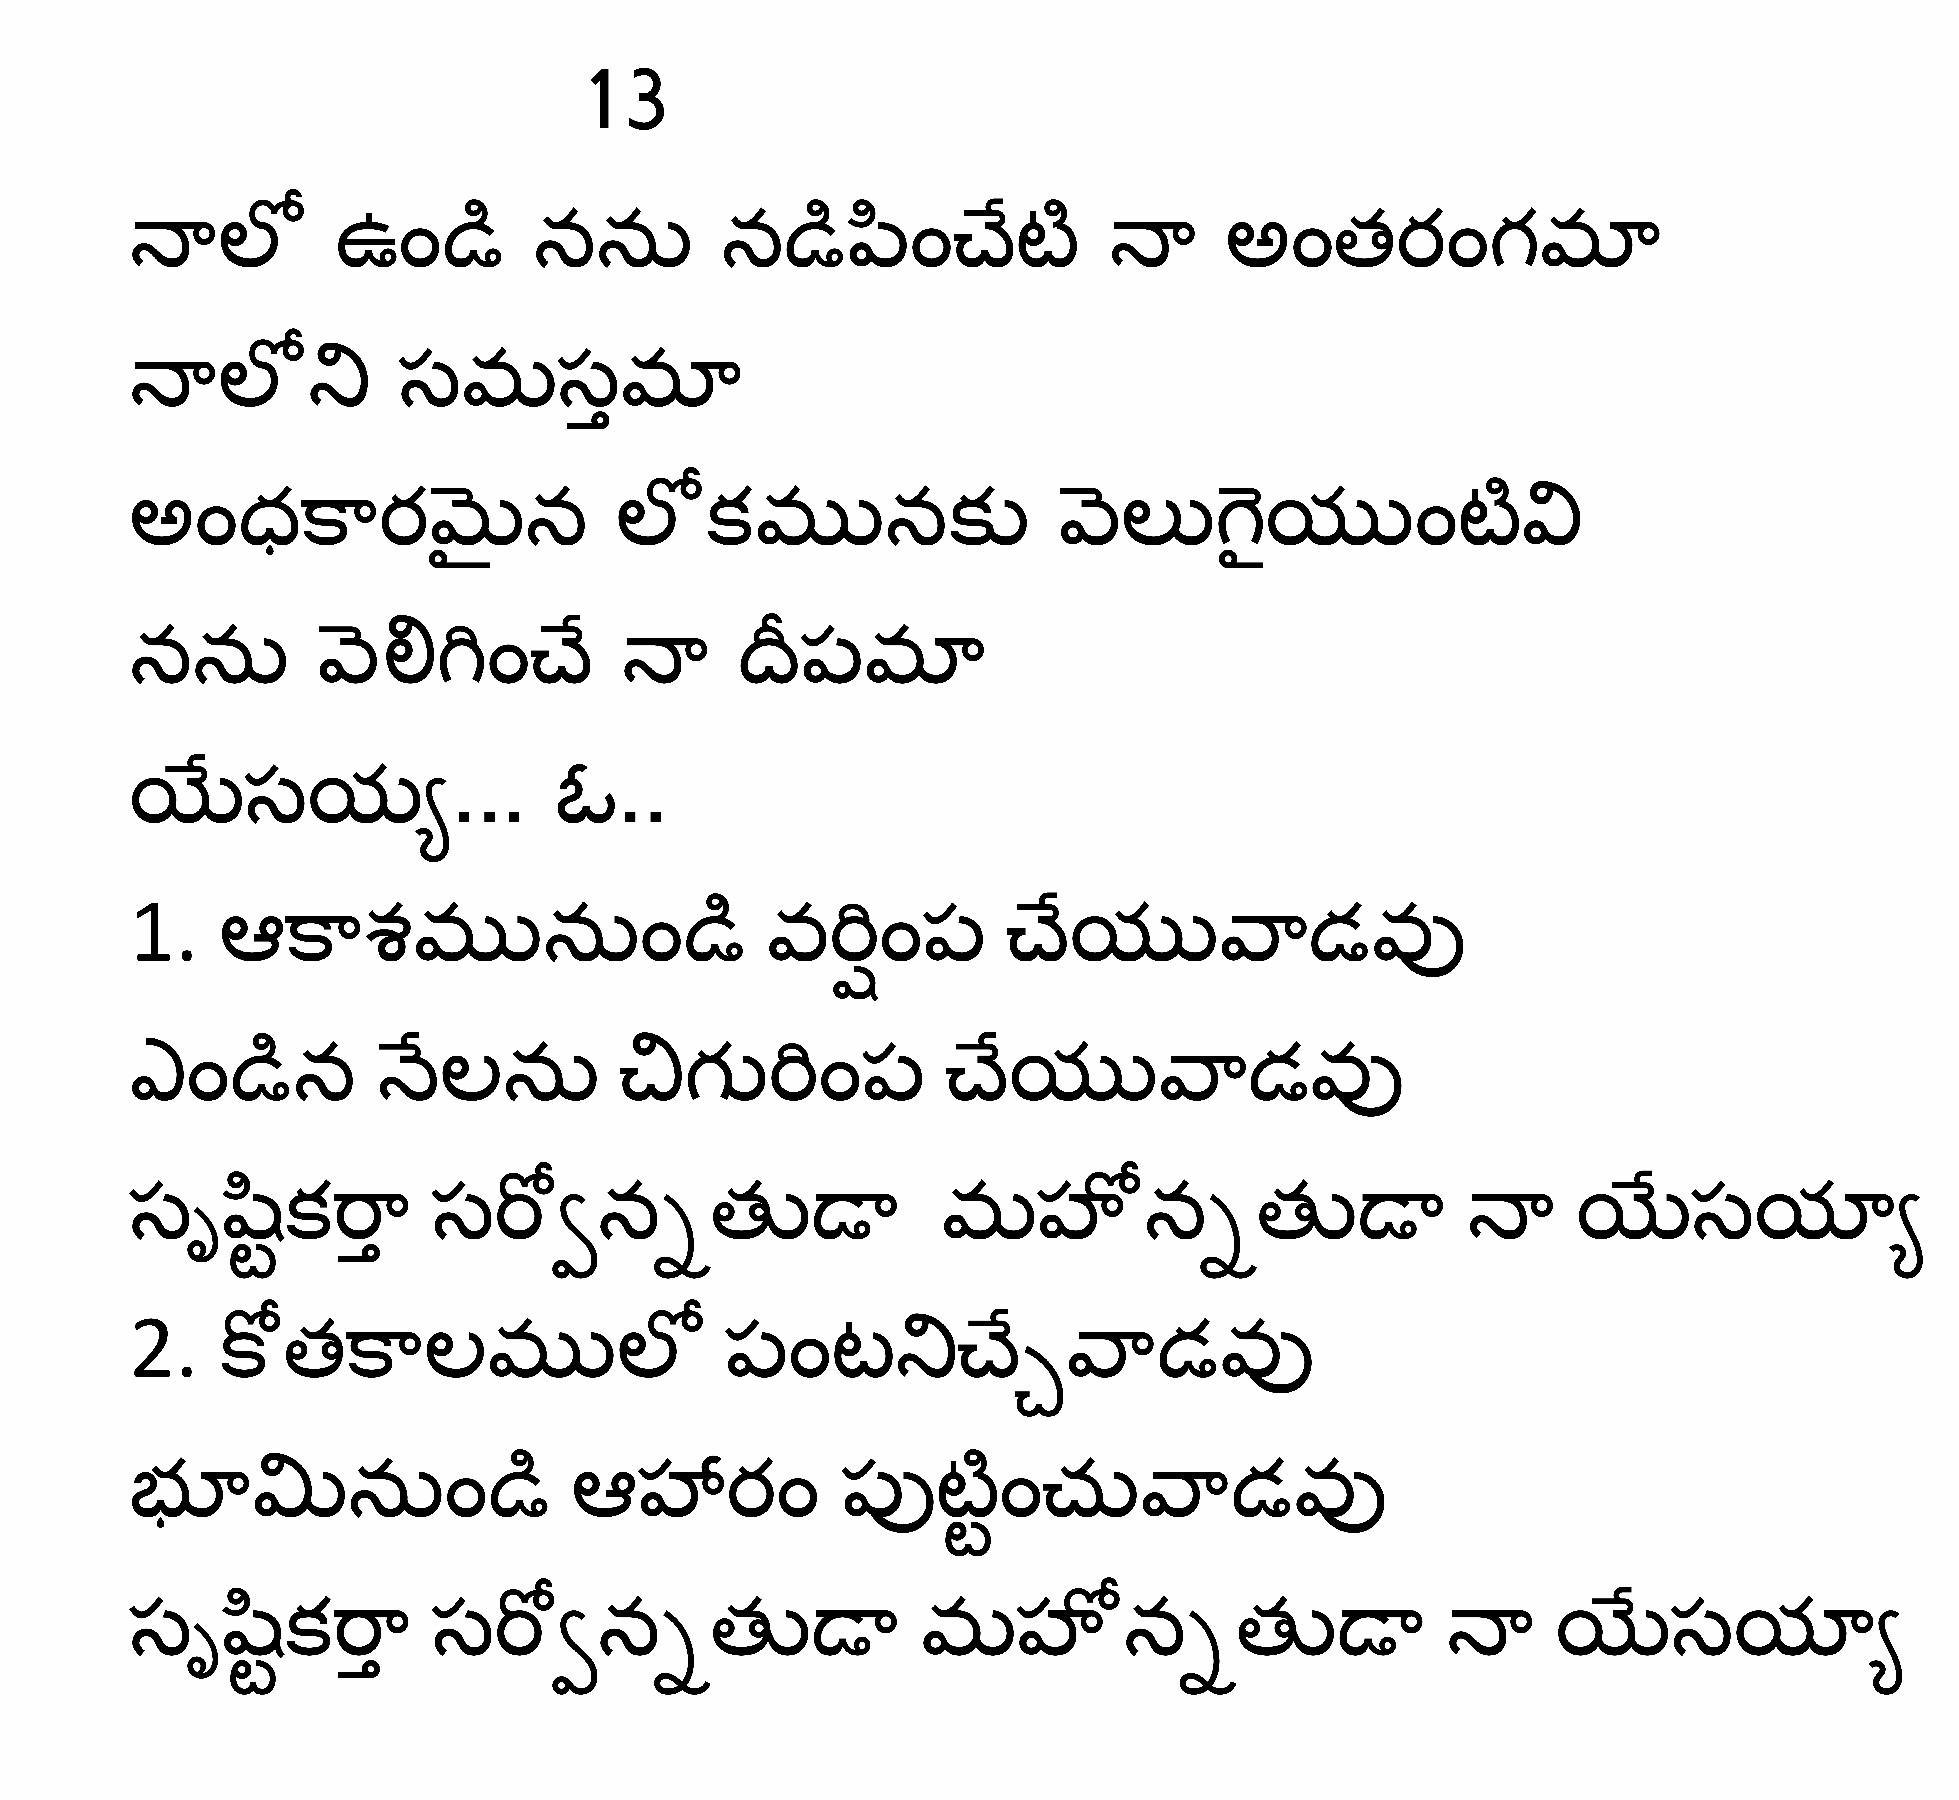 13
నాలో ఉండి నను నడిపించేటి నా అంతరంగమా
నాలోని సమస్తమా
అంధకారమైన లోకమునకు వెలుగైయుంటివి
నను వెలిగించే నా దీపమా
యేసయ్య... ఓ..
1. ఆకాశమునుండి వర్షింప చేయువాడవు
ఎండిన నేలను చిగురింప చేయువాడవు
సృష్టికర్తా సర్వోన్నతుడా మహోన్నతుడా నా యేసయ్యా
2. కోతకాలములో పంటనిచ్చేవాడవు
భూమినుండి ఆహారం పుట్టించువాడవు
సృష్టికర్తా సర్వోన్నతుడా మహోన్నతుడా నా యేసయ్యా